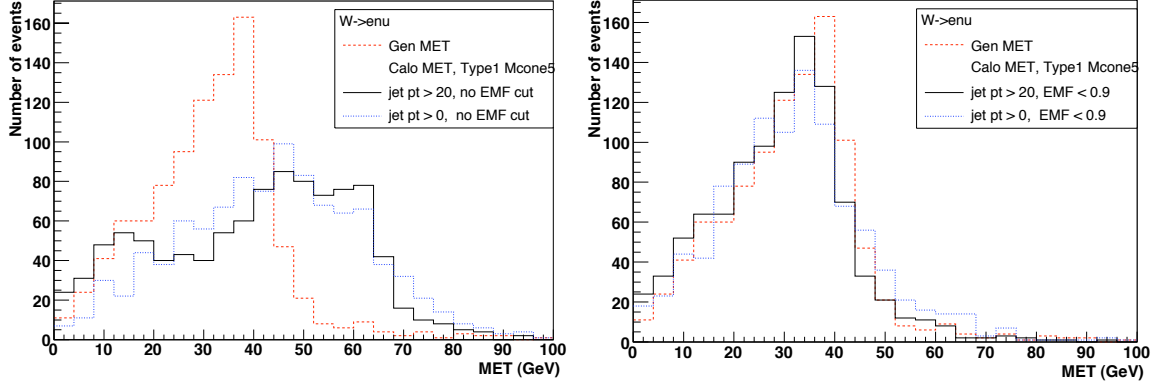 Number of events
160
140
120
100
80
60
40
20
0
0 10 20 30 40 50 60 70 80 90 100
MET (GeV)
W->enu
Gen MET
Calo MET, Type1 Mcone5
jet pt > 20, no EMF cut
jet pt > 0, no EMF cut
Number of events
160
140
120
100
80
60
40
20
0
0 10 20 30 40 50 60 70 80 90 100
MET (GeV)
W->enu
Gen MET
Calo MET, Type1 Mcone5
jet pt > 20, EMF < 0.9
jet pt > 0, EMF < 0.9